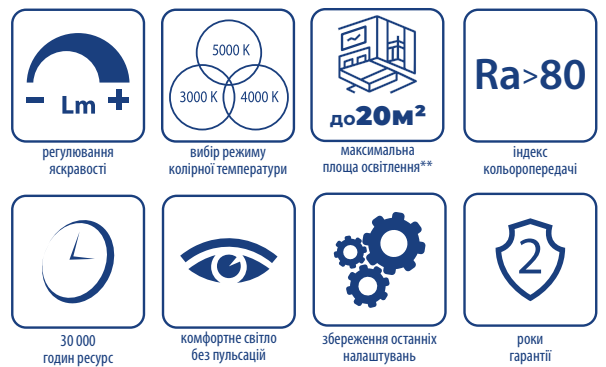 Lm
5000 K
3000 K
4000 K
до20м²
Ra>80
регулювання
яскравості
вибір режиму
колірної температури
максимальна
площа освітлення**
індекс
кольоропередачі
2
30 000
годин ресурс
комфортне світло
без пульсацій
збереження останніх
налаштувань
роки
гарантії